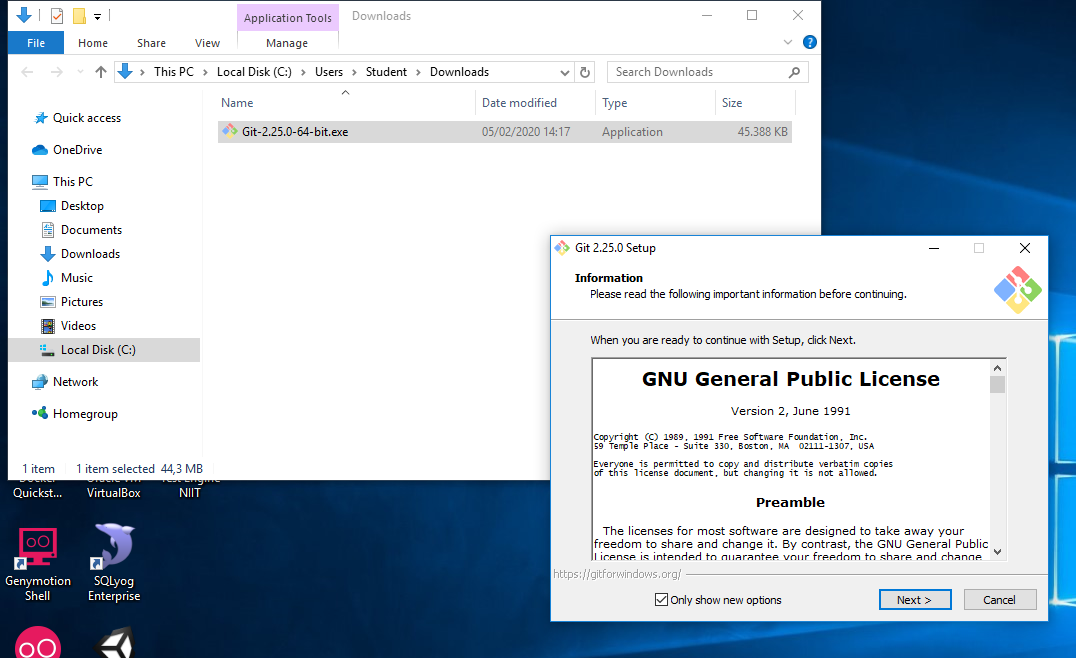 Application Tools
Downloads
File
Home
Share
View
Manage
This PC
Local Disk (C:)
Users
Student
Downloads
Search Downloads
Name
Date modified
Type
Size
Git-2.25.0-64-bit.exe
05/02/2020 14:17
Application
45.388 KB
Quick access
OneDrive
This PC
Desktop
Documents
Downloads
Music
Pictures
Videos
Local Disk (C:)
Network
Homegroup
1 item
1 item selected 44,3 MB
Git 2.25.0 Setup
Information
Please read the following important information before continuing.
When you are ready to continue with Setup, click Next.
GNU General Public License
Version 2, June 1991
Copyright (C) 1989, 1991 Free Software Foundation, Inc.
59 Temple Place - Suite 330, Boston, MA 02111-1307, USA
Everyone is permitted to copy and distribute verbatim copies
of this license document, but changing it is not allowed.
Preamble
The licenses for most software are designed to take away your
freedom to share and change it. By contrast, the GNU General Public
License is intended to guarantee your freedom to share and change
https://gitforwindows.org/
Only show new options
Next >
Cancel
Docker
Quickst...
Oracle VM
VirtualBox
Test Engine
NIIT
Genymotion
Shell
SQLyog
Enterprise